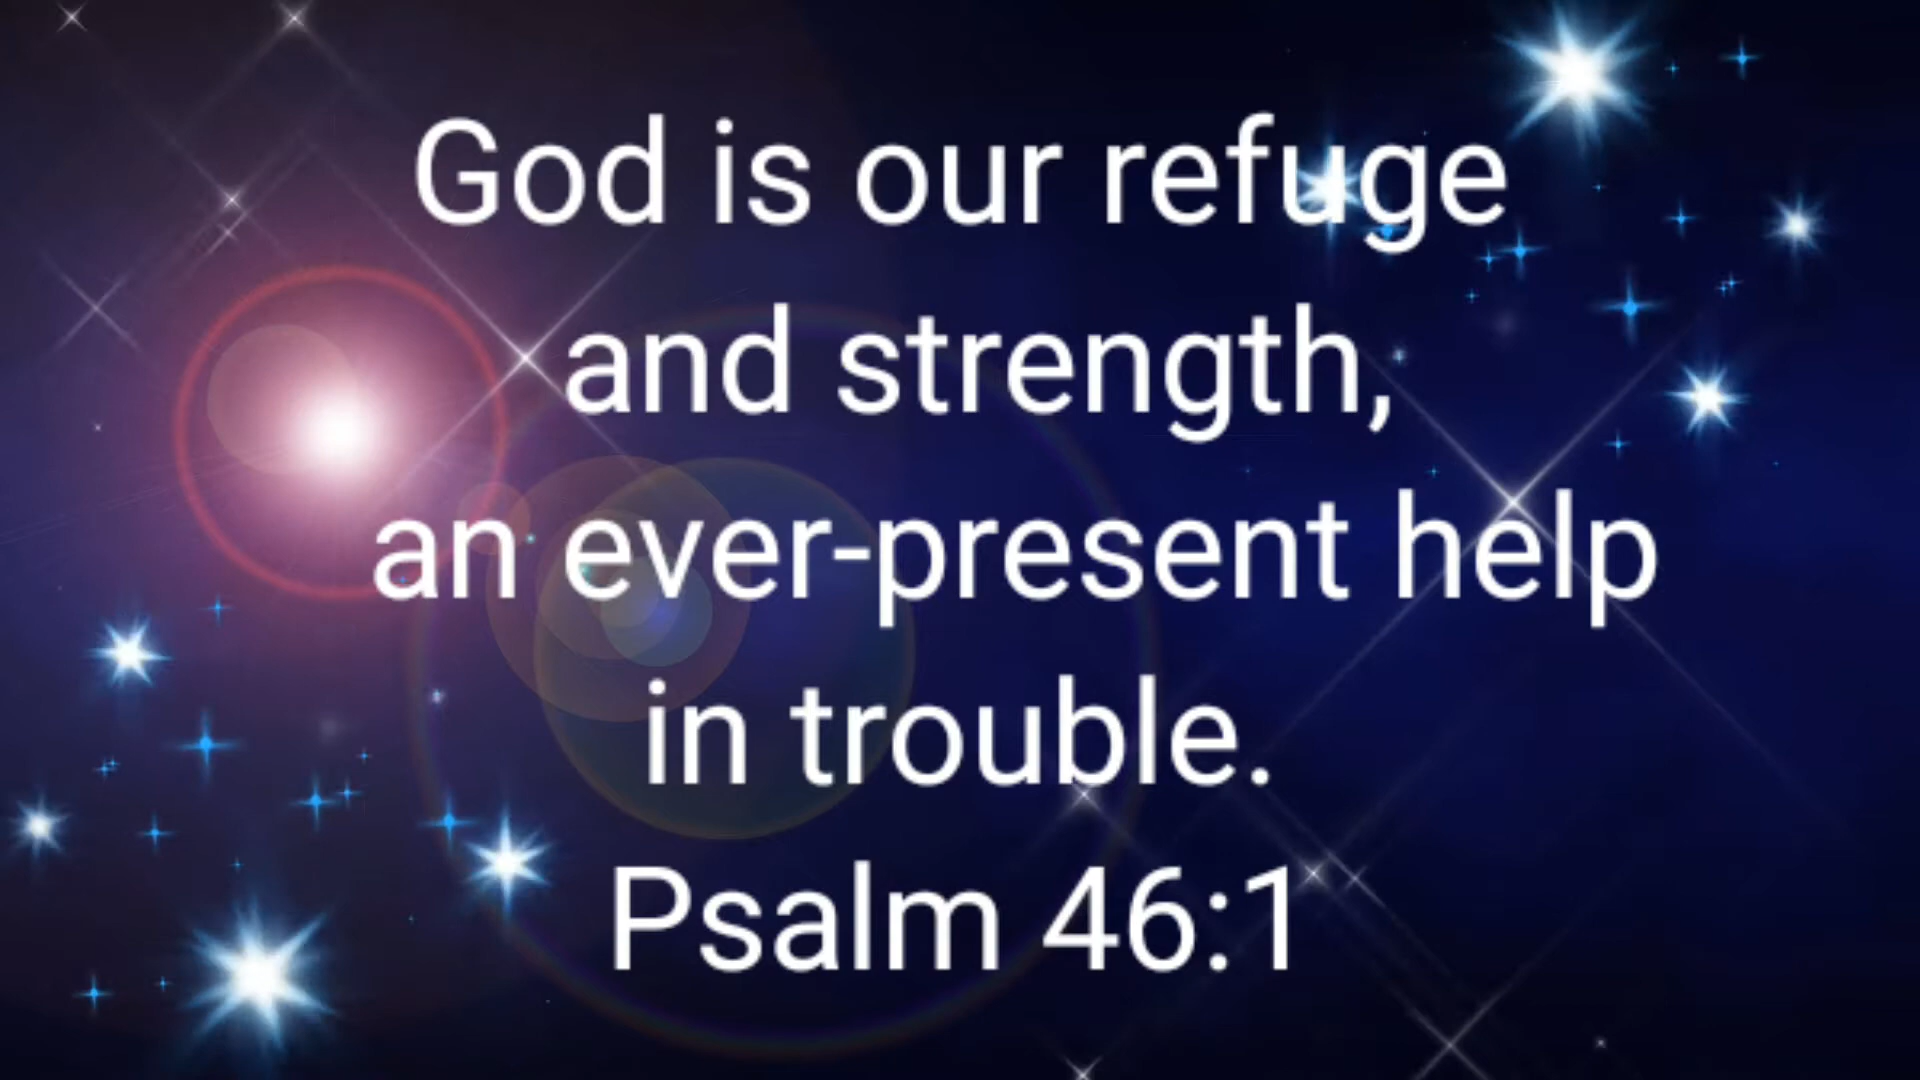 God is our refuge
and strength,
an ever-present help
in trouble.
Psalm 46:1